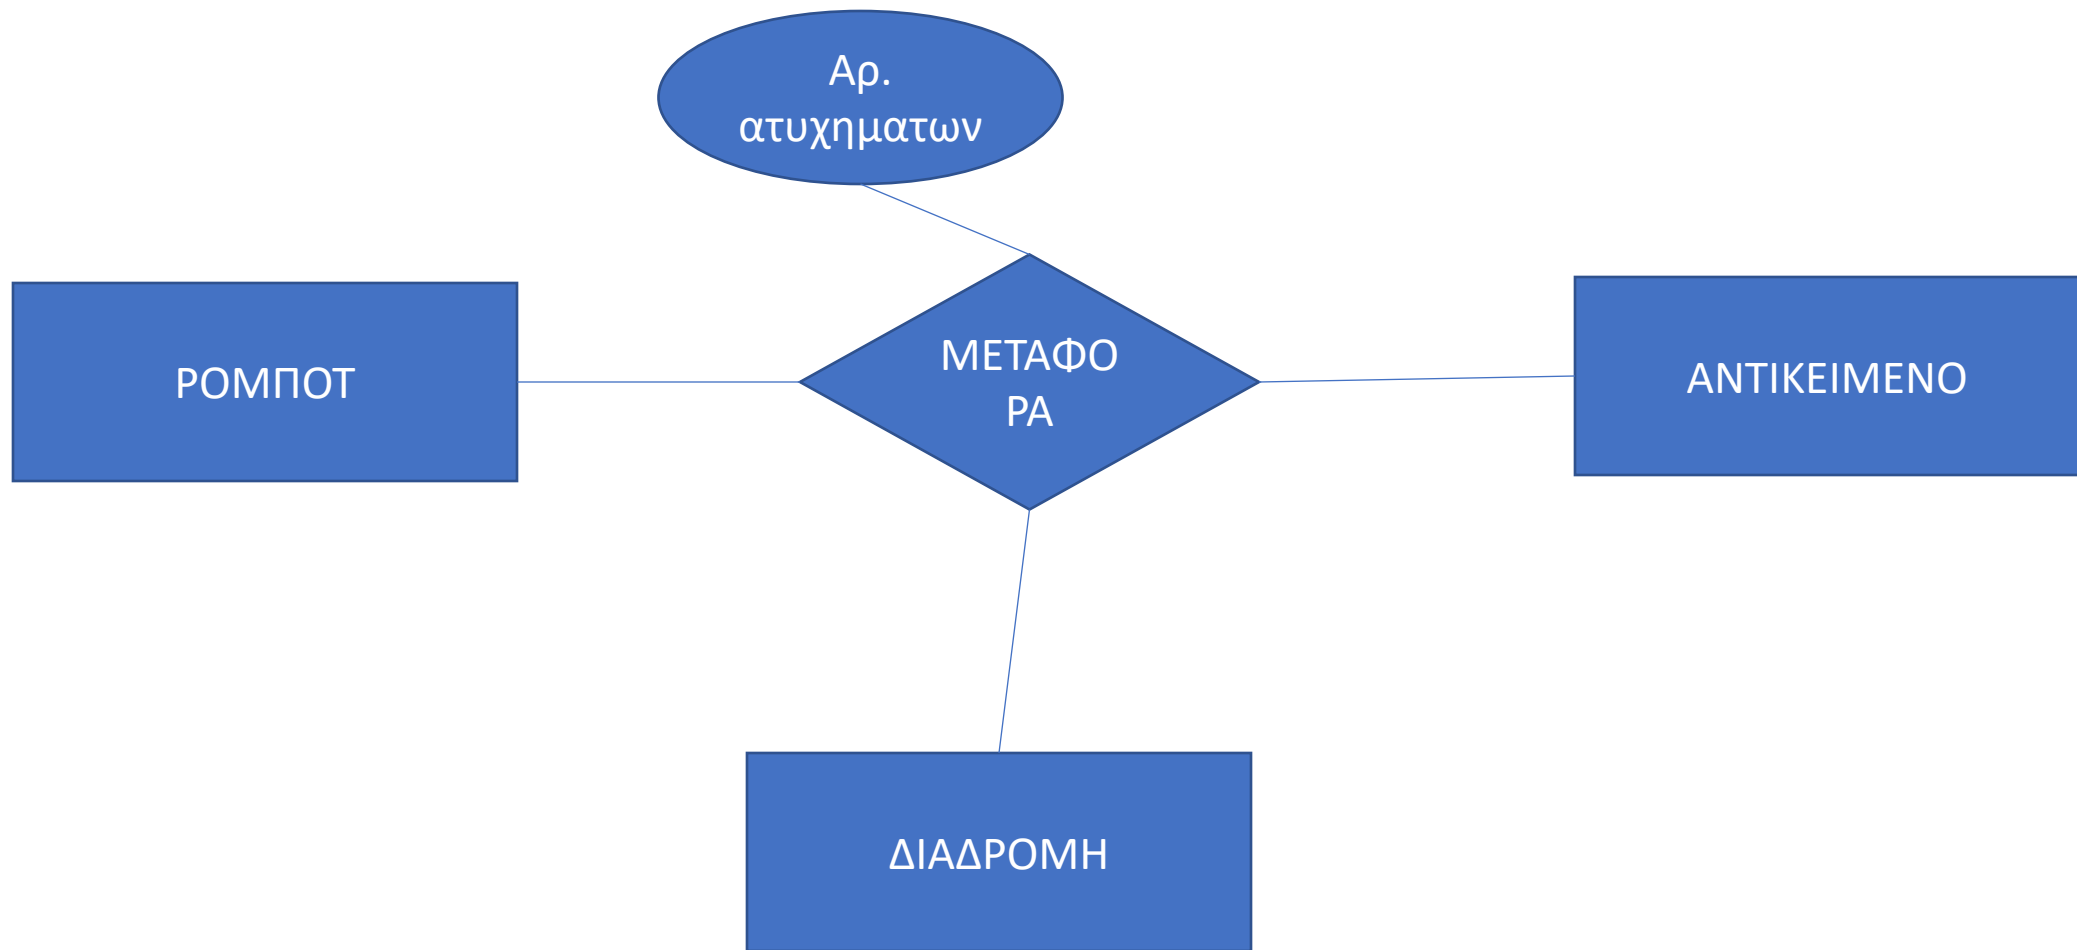 Αρ.
ατυχηματων
ΡΟΜΠΟΤ
ΜΕΤΑΦΟ
ΡΑ
ΑΝΤΙΚΕΙΜΕΝΟ
ΔΙΑΔΡΟΜΗ